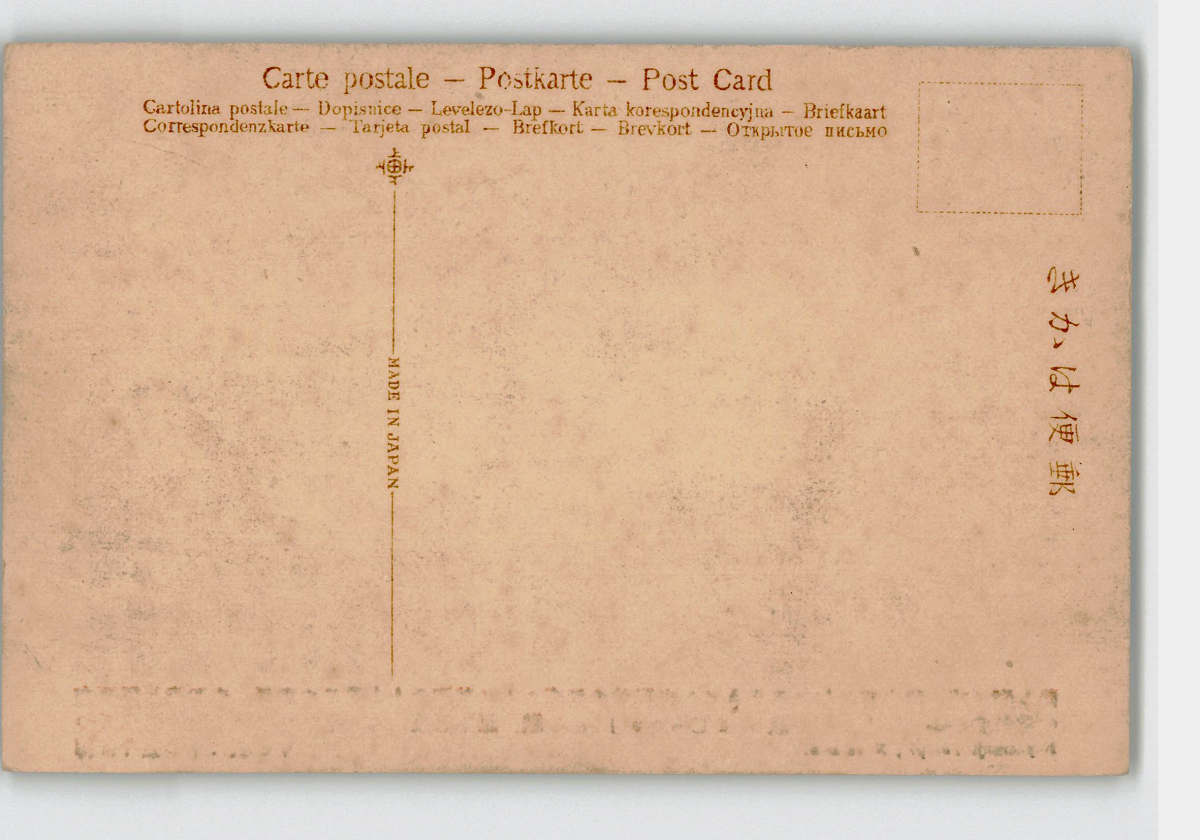 Carte postale — Postkarte — Post Card
Cartolina postale — Dopisnice — Levelezo-Lap — Karta korespondencyjna — Briefkaart
Correspondenzkarte — Tarjeta postal — Brefkort — Brevkort — Открытое письмо
MADE IN JAPAN
きかは便郵